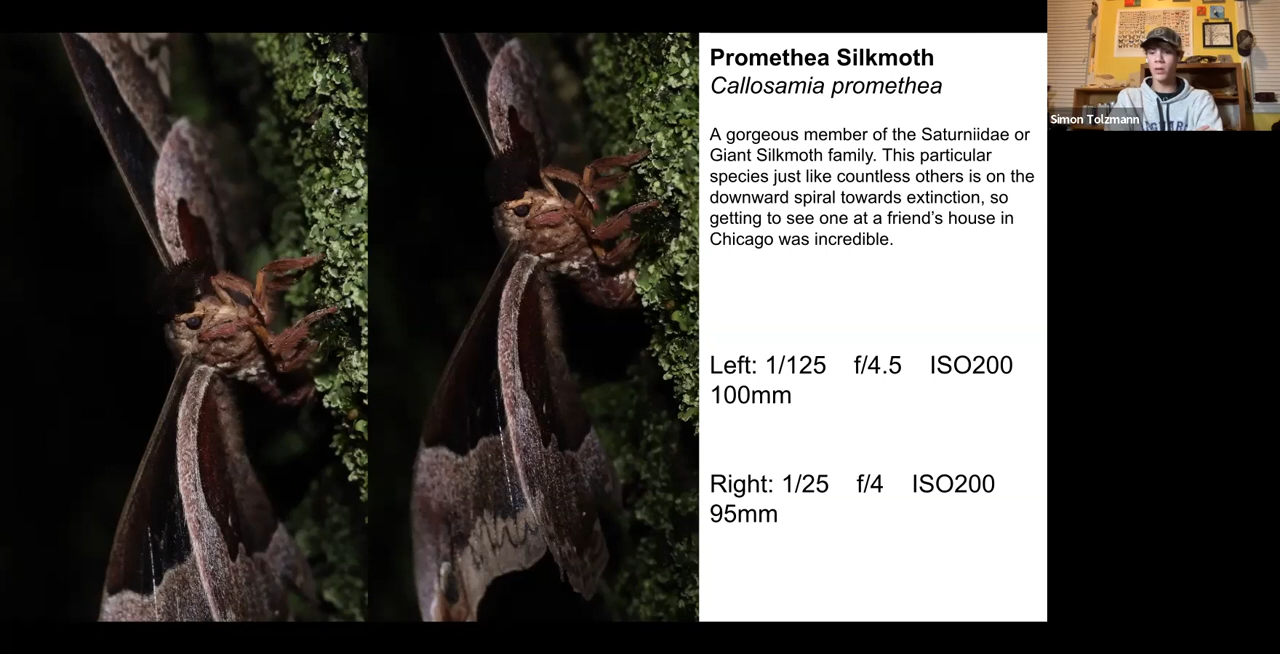 Promethea Silkmoth
Callosamia promethea
A gorgeous member of the Saturniidae or
Giant Silkmoth family. This particular
species just like countless others is on the
downward spiral towards extinction, so
getting to see one at a friend’s house in
Chicago was incredible.
Left: 1/125 f/4.5 ISO200
100mm
Right: 1/25 f/4 ISO200
95mm
Simon Tolzmann